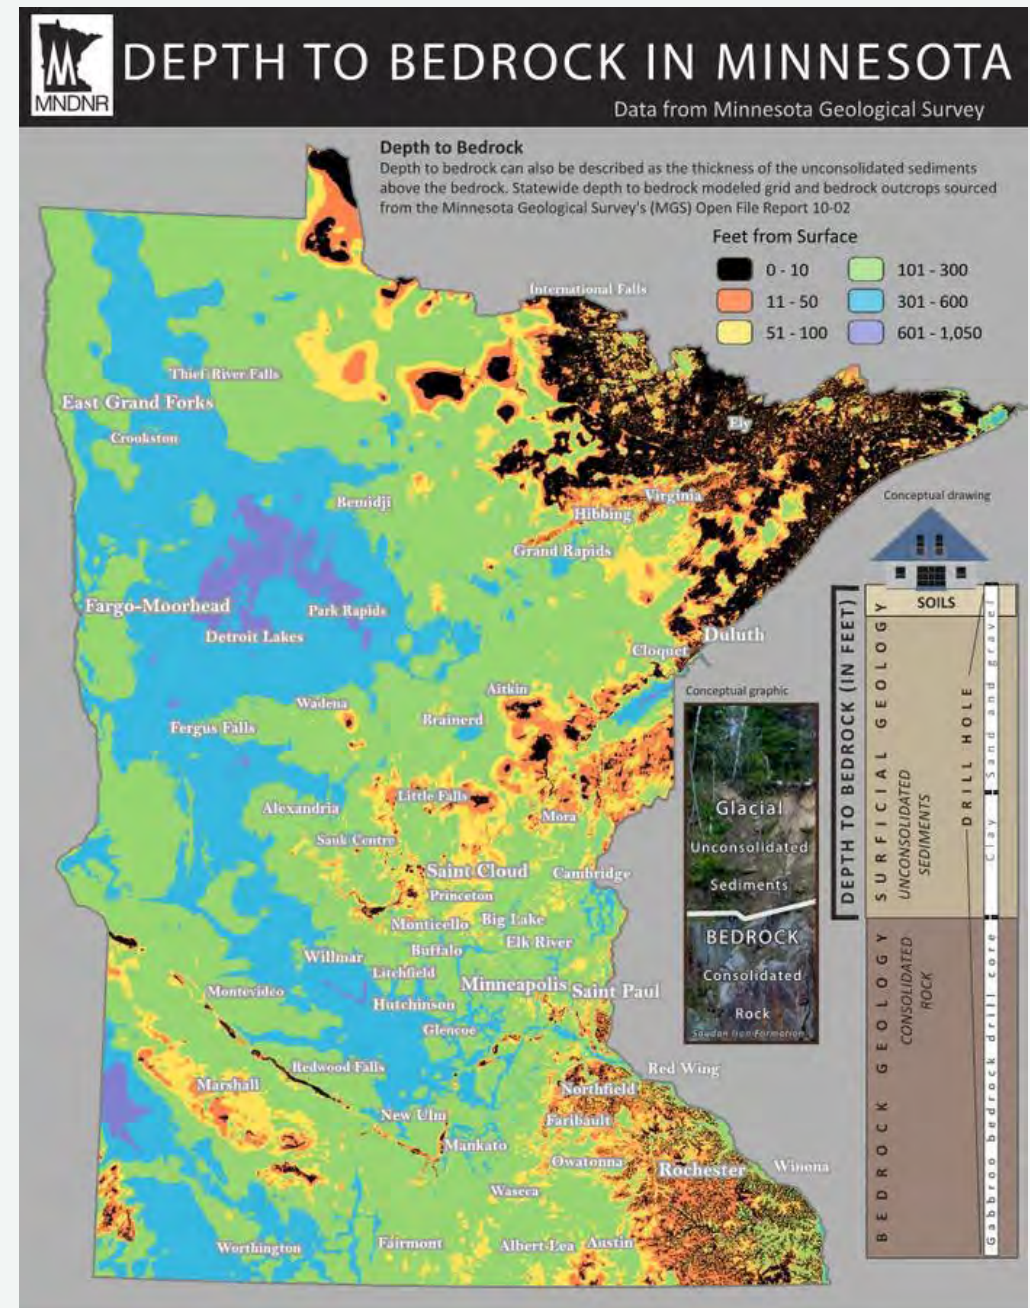 MNDNR
DEPTH TO BEDROCK IN MINNESOTA
Data from Minnesota Geological Survey
Depth to Bedrock
Depth to bedrock can also be described as the thickness of the unconsolidated sediments
above the bedrock. Statewide depth to bedrock modeled grid and bedrock outcrops sourced
from the Minnesota Geological Survey's (MGS) Open File Report 10-02
Feet from Surface
0 - 10
101 - 300
11 - 50
301 - 600
51 - 100
601 - 1,050
International Falls
Thief River Falls
East Grand Forks
Crookston
Ely
Bemidji
Virginia
Hibbing
Grand Rapids
Fargo-Moorhead
Park Rapids
Detroit Lakes
Duluth
Cloquet
Aitkin
Wadena
Brainerd
Fergus Falls
Little Falls
Alexandria
Mora
Sauk Centre
Saint Cloud
Cambridge
Princeton
Monticello
Big Lake
Elk River
Buffalo
Willmar
Litchfield
Minneapolis
Saint Paul
Montevideo
Hutchinson
Glencoe
Redwood Falls
Red Wing
Marshall
Northfield
New Ulm
Faribault
Mankato
Owatonna
Rochester
Winona
Waseca
Worthington
Fairmont
Albert Lea
Austin
Conceptual drawing
SOILS
DEPTH TO BEDROCK (IN FEET)
SURFICIAL GEOLOGY
UNCONSOLIDATED
SEDIMENTS
DRILL HOLE
Clay
Sand and gravel
BEDROCK GEOLOGY
CONSOLIDATED
ROCK
Gabbro bedrock drill core
Conceptual graphic
Glacial
Unconsolidated
Sediments
BEDROCK
Consolidated
Rock
Soudan Iron-Formation